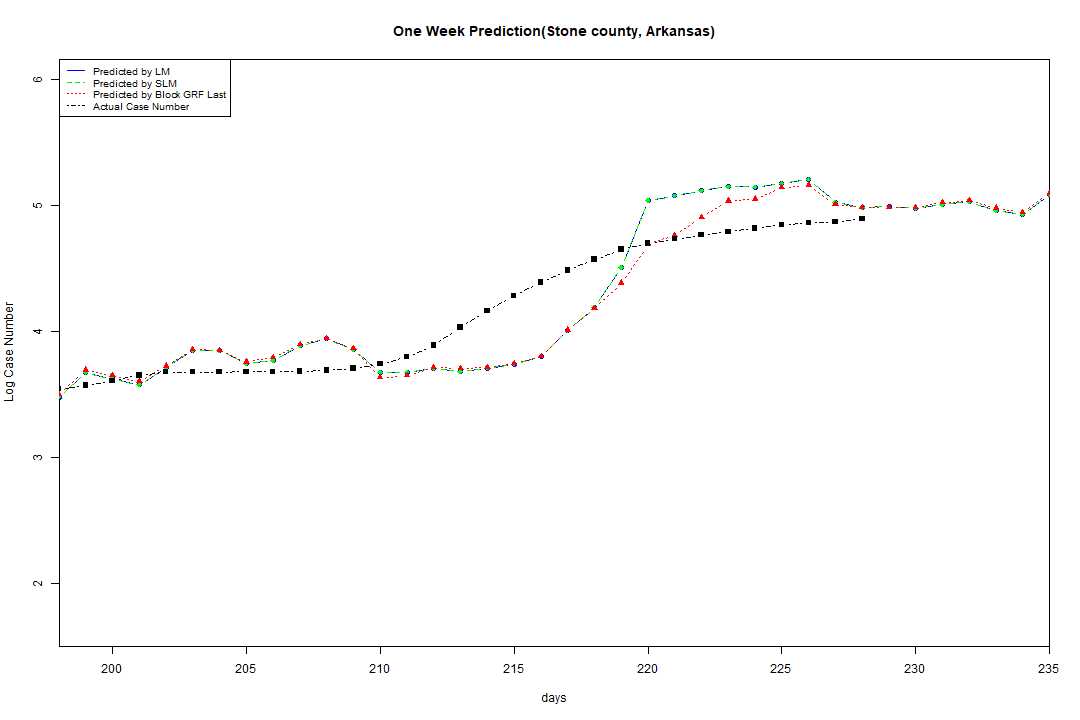 One Week Prediction(Stone county, Arkansas)
Predicted by LM
Predicted by SLM
Predicted by Block GRF Last
Actual Case Number
Log Case Number
6
5
4
3
2
200 205 210 215 220 225 230 235
days